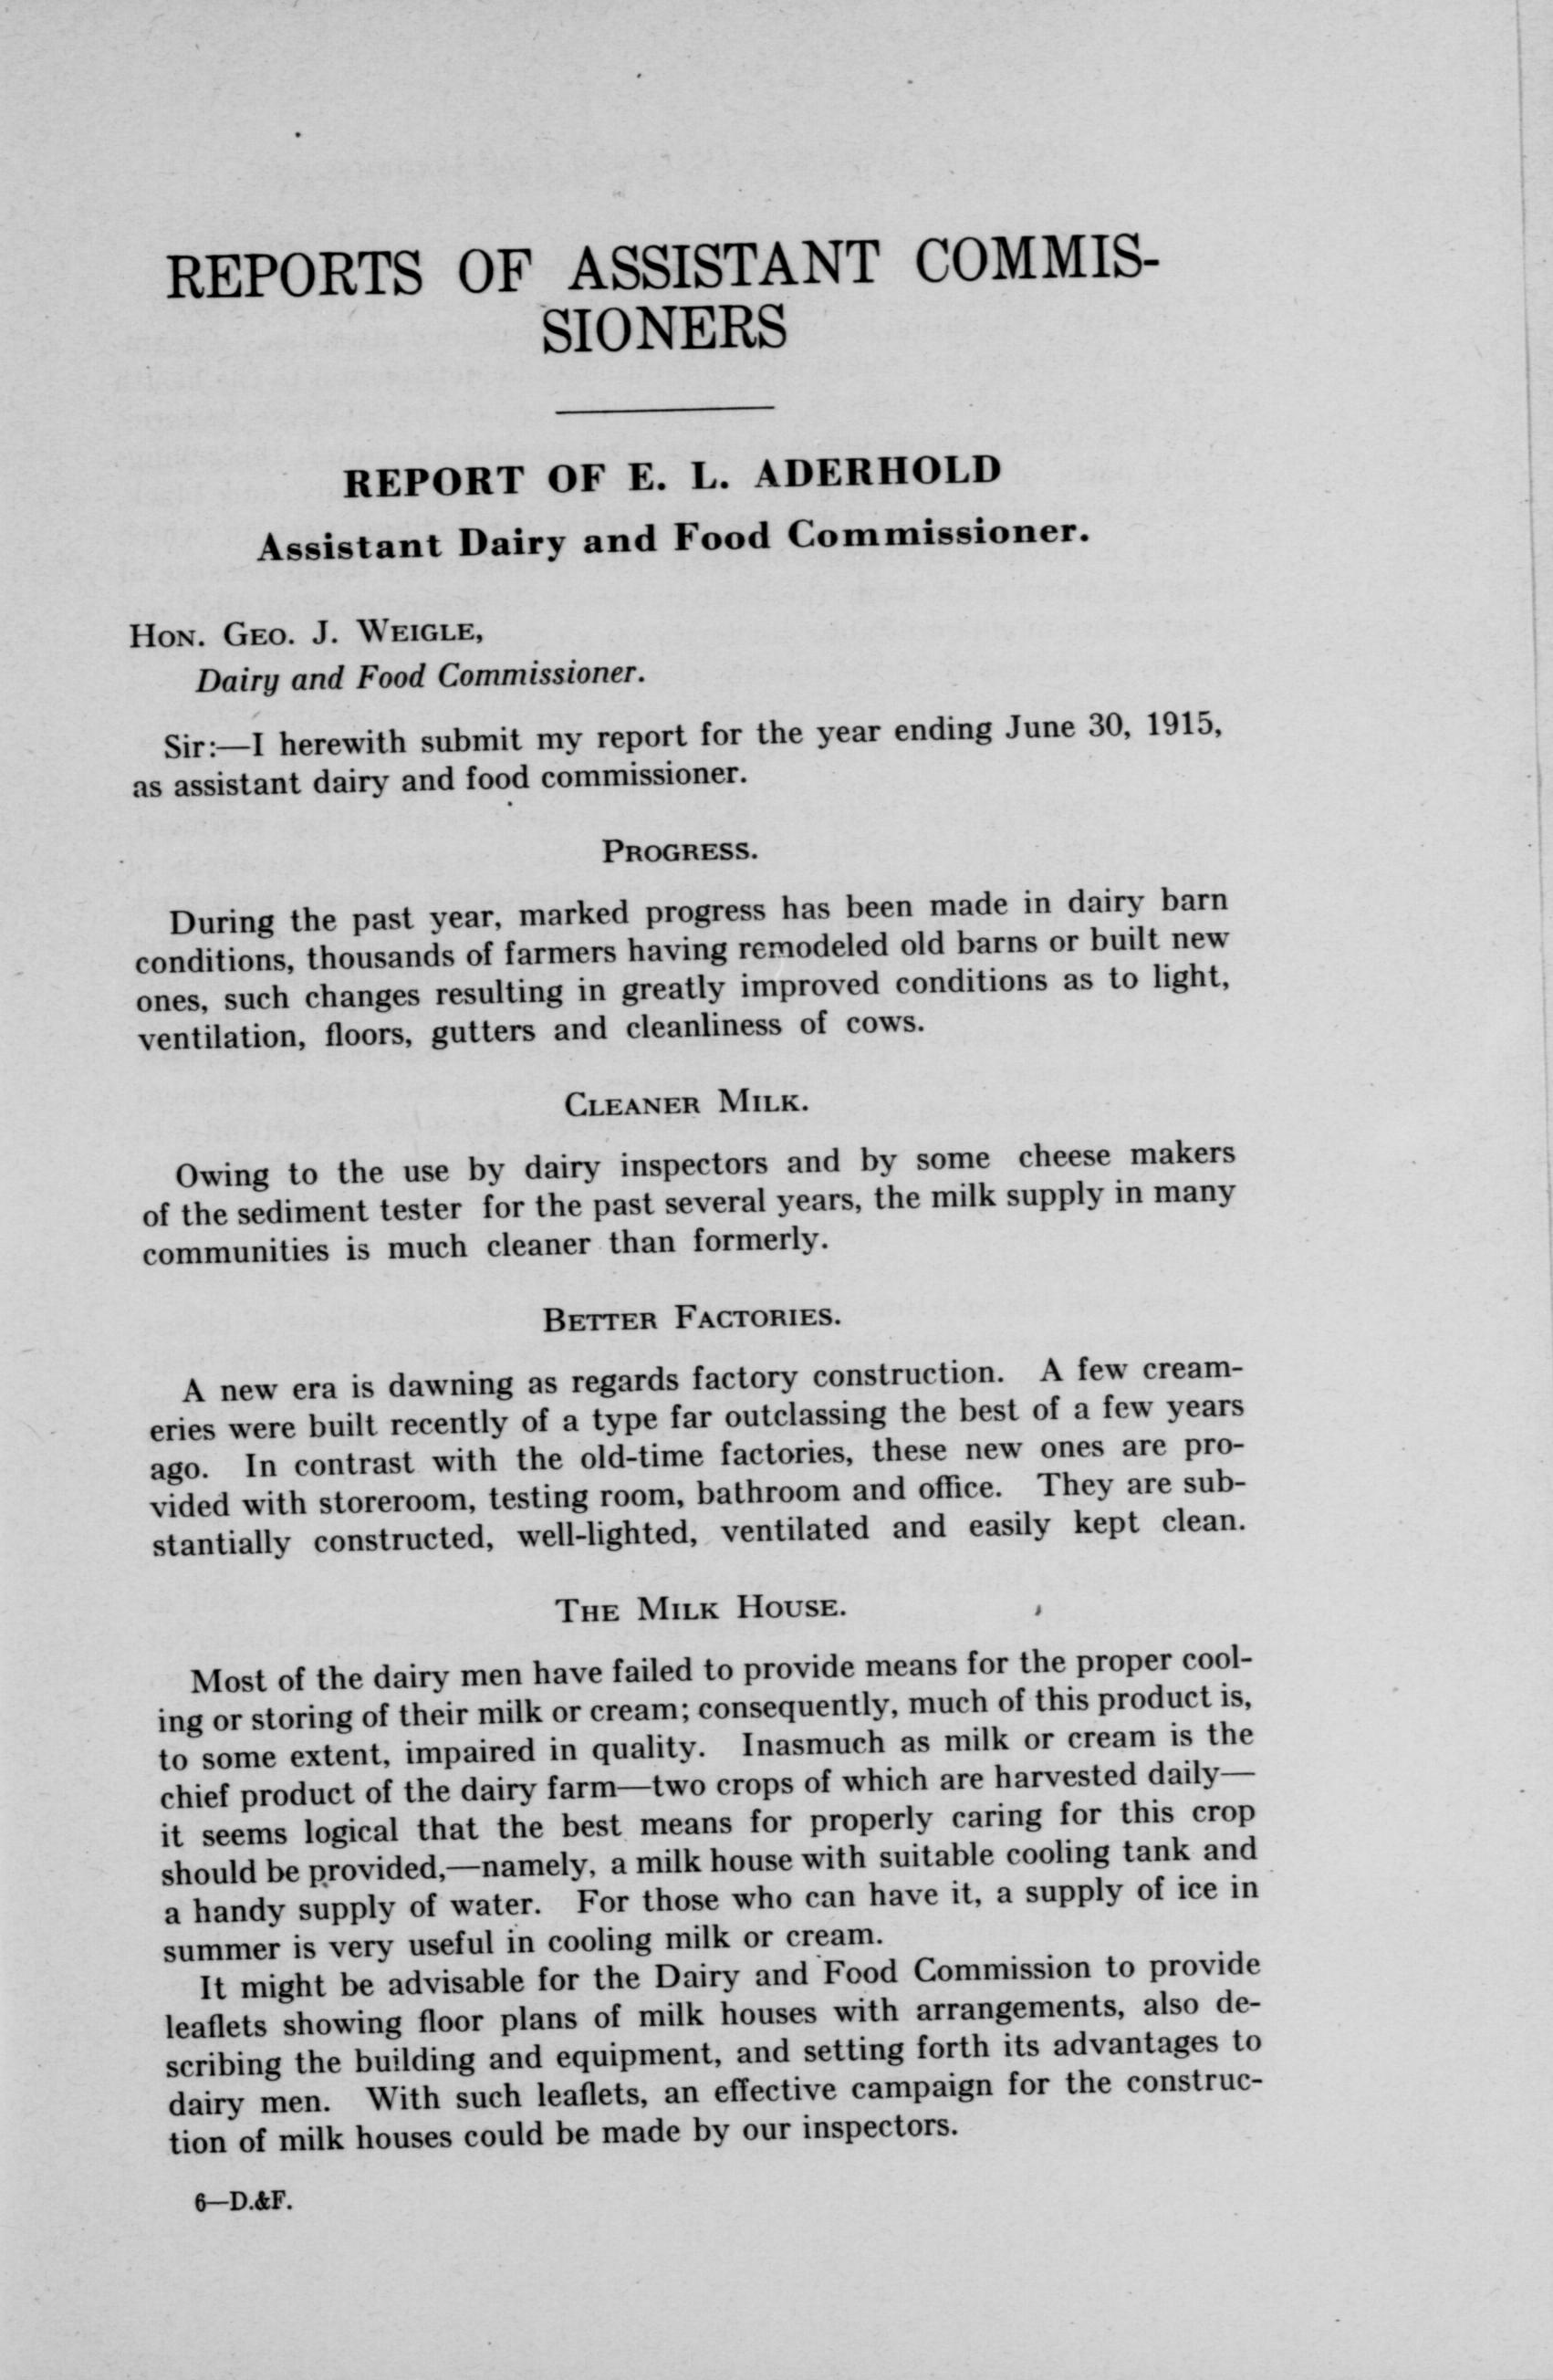 REPORTS OF ASSISTANT COMMIS-
SIONERS
REPORT OF E. L. ADERHOLD
Assistant Dairy and Food Commissioner.
HON. GEO. J. WEIGLE,
Dairy and Food Commissioner.
Sir:—I herewith submit my report for the year ending June 30, 1915,
as assistant dairy and food commissioner.
PROGRESS.
During the past year, marked progress has been made in dairy barn
conditions, thousands of farmers having remodeled old barns or built new
ones, such changes resulting in greatly improved conditions as to light,
ventilation, floors, gutters and cleanliness of cows.
CLEANER MILK.
Owing to the use by dairy inspectors and by some cheese makers
of the sediment tester for the past several years, the milk supply in many
communities is much cleaner than formerly.
BETTER FACTORIES.
A new era is dawning as regards factory construction. A few cream-
eries were built recently of a type far outclassing the best of a few years
ago. In contrast with the old-time factories, these new ones are pro-
vided with storeroom, testing room, bathroom and office. They are sub-
stantially constructed, well-lighted, ventilated and easily kept clean.
THE MILK HOUSE.
Most of the dairy men have failed to provide means for the proper cool-
ing or storing of their milk or cream; consequently, much of this product is,
to some extent, impaired in quality. Inasmuch as milk or cream is the
chief product of the dairy farm—two crops of which are harvested daily—
it seems logical that the best means for properly caring for this crop
should be provided,—namely, a milk house with suitable cooling tank and
a handy supply of water. For those who can have it, a supply of ice in
summer is very useful in cooling milk or cream.
It might be advisable for the Dairy and Food Commission to provide
leaflets showing floor plans of milk houses with arrangements, also de-
scribing the building and equipment, and setting forth its advantages to
dairy men. With such leaflets, an effective campaign for the construc-
tion of milk houses could be made by our inspectors.
6—D.&F.